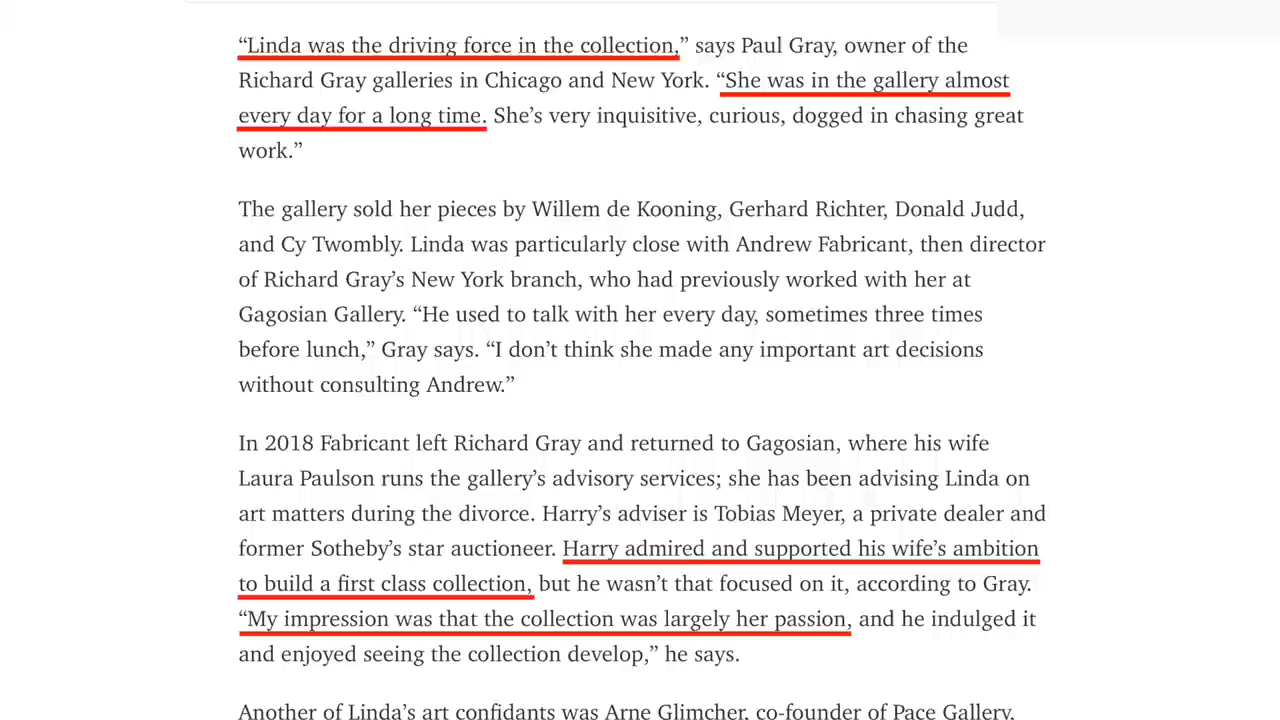 “Linda was the driving force in the collection,” says Paul Gray, owner of the
Richard Gray galleries in Chicago and New York. “She was in the gallery almost
every day for a long time. She’s very inquisitive, curious, dogged in chasing great
work.”
The gallery sold her pieces by Willem de Kooning, Gerhard Richter, Donald Judd,
and Cy Twombly. Linda was particularly close with Andrew Fabricant, then director
of Richard Gray’s New York branch, who had previously worked with her at
Gagosian Gallery. “He used to talk with her every day, sometimes three times
before lunch,” Gray says. “I don’t think she made any important art decisions
without consulting Andrew.”
In 2018 Fabricant left Richard Gray and returned to Gagosian, where his wife
Laura Paulson runs the gallery’s advisory services; she has been advising Linda on
art matters during the divorce. Harry’s adviser is Tobias Meyer, a private dealer and
former Sotheby’s star auctioneer. Harry admired and supported his wife’s ambition
to build a first class collection, but he wasn’t that focused on it, according to Gray.
“My impression was that the collection was largely her passion, and he indulged it
and enjoyed seeing the collection develop,” he says.
Another of Linda’s art confidants was Arne Glimcher, co-founder of Pace Gallery,